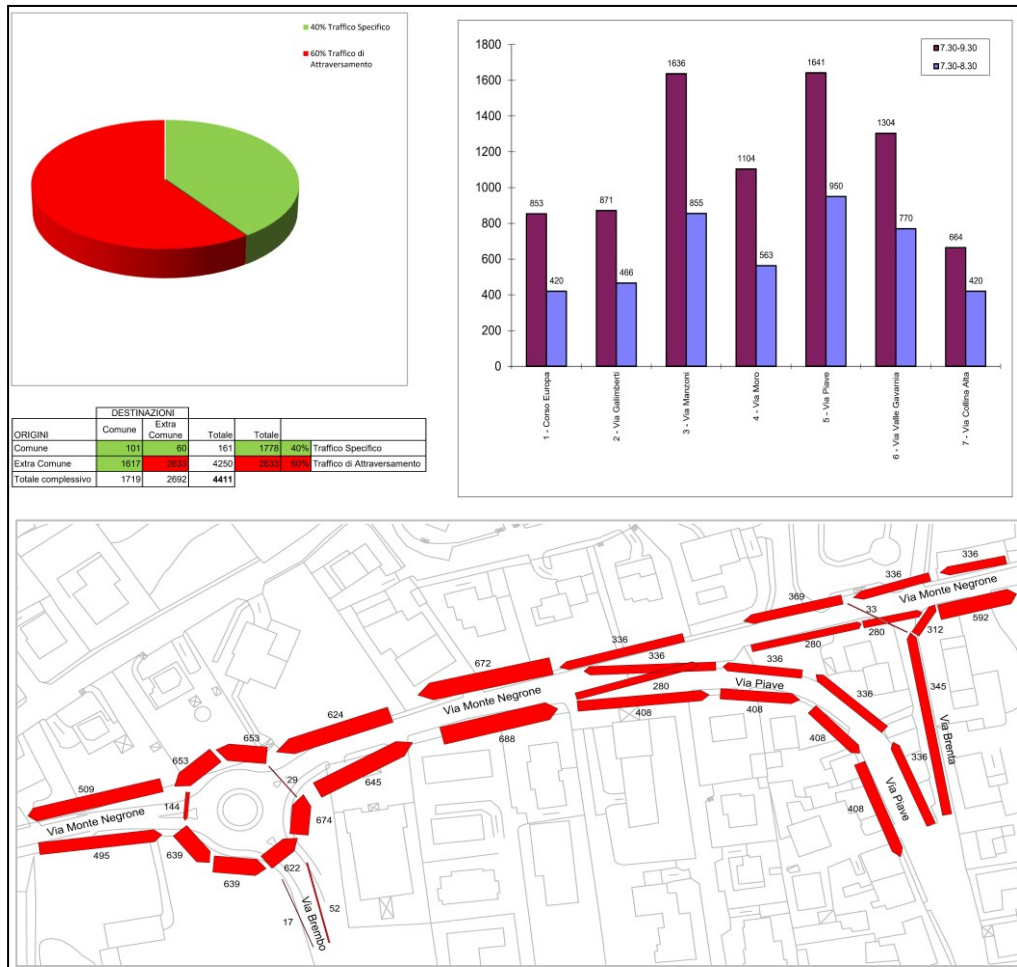 40% Traffico Specifico
60% Traffico di
Attraversamento
1800
1600
1400
1200
1000
800
600
400
200
0
7.30-9.30
7.30-8.30
853
420
871
466
1636
855
1104
563
1641
950
1304
770
664
420
1 - Corso Europa
2 - Via Galimberti
3 - Via Manzoni
4 - Via Moro
5 - Via Piave
6 - Via Valle Gavarnia
7 - Via Collina Alta
DESTINAZIONI
ORIGINI Comune Extra Comune Totale Totale
Comune 101 60 161 1778 40% Traffico Specifico
Extra Comune 1617 2633 4250 2633 60% Traffico di Attraversamento
Totale complessivo 1719 2692 4411
336
336
Via Monte Negrone
369
33
592
312
280
280
336
336
672
336
Via Piave
280
408
408
336
345
Via Brenta
Via Monte Negrone
624
688
408
336
653
653
29
645
Via Piave
408
509
144
674
Via Monte Negrone
495
639
622
639
52
17
Via Brembo